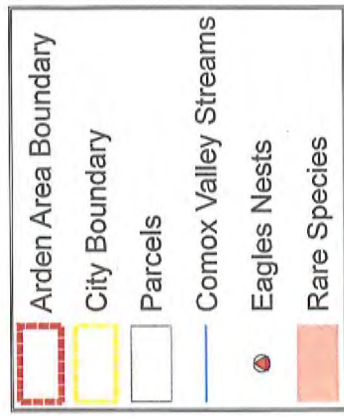 Arden Area Boundary
City Boundary
Parcels
Comox Valley Streams
Eagles Nests
Rare Species